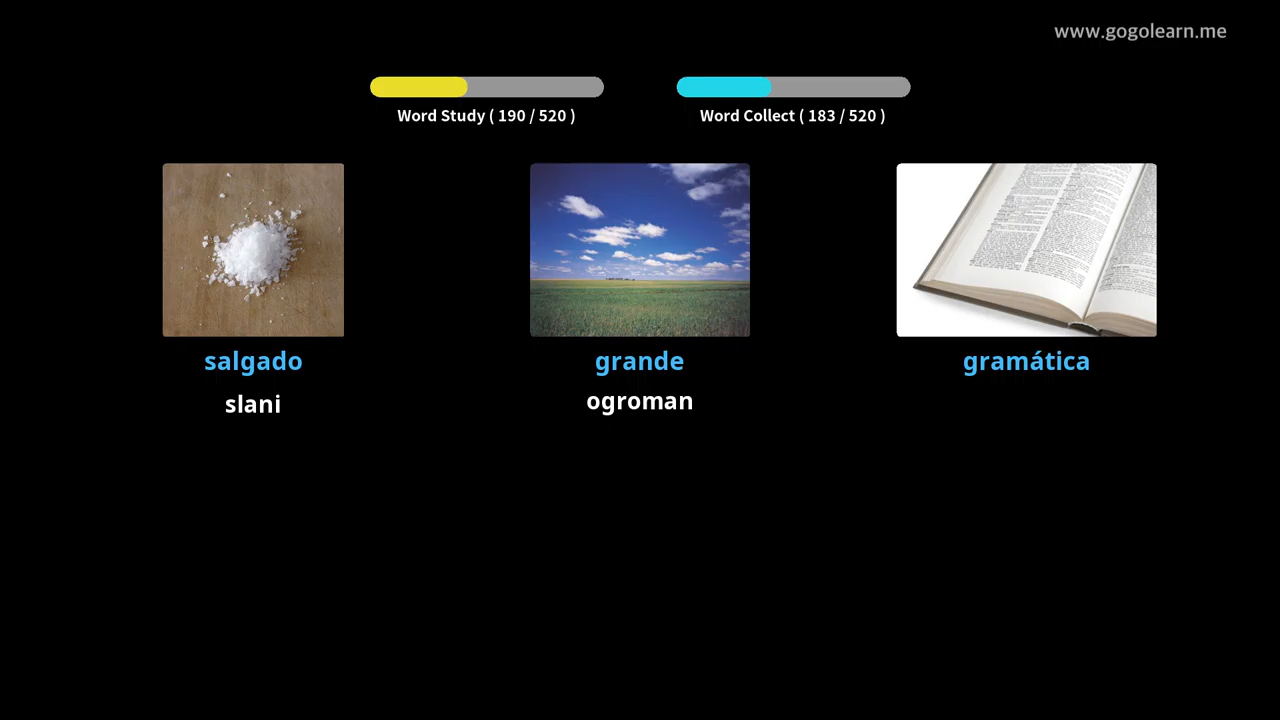 www.gogolearn.me
Word Study ( 190 / 520 )
Word Collect ( 183 / 520 )
salgado
grande
gramática
slani
ogroman